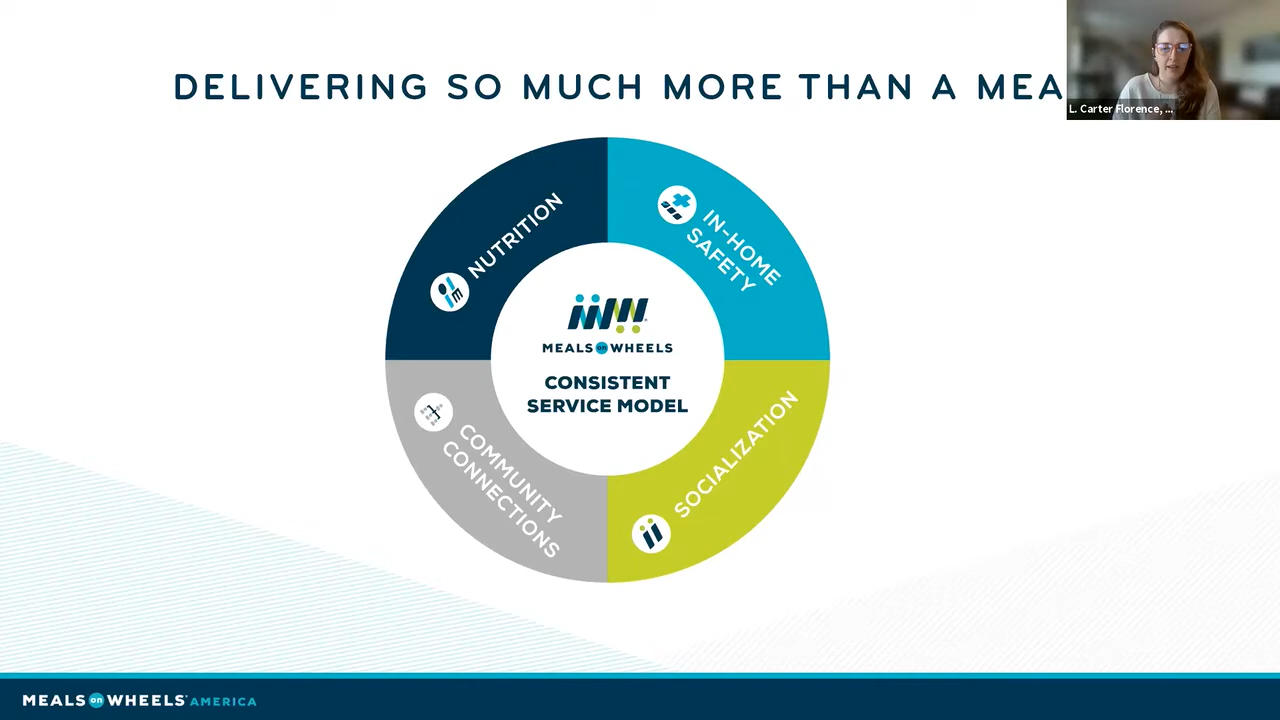 DELIVERING SO MUCH MORE THAN A MEA
L. Carter Florence, ...
NUTRITION
IN-HOME
SAFETY
MEALS on WHEELS
CONSISTENT
SERVICE MODEL
COMMUNITY
CONNECTIONS
SOCIALIZATION
MEALS on WHEELS AMERICA